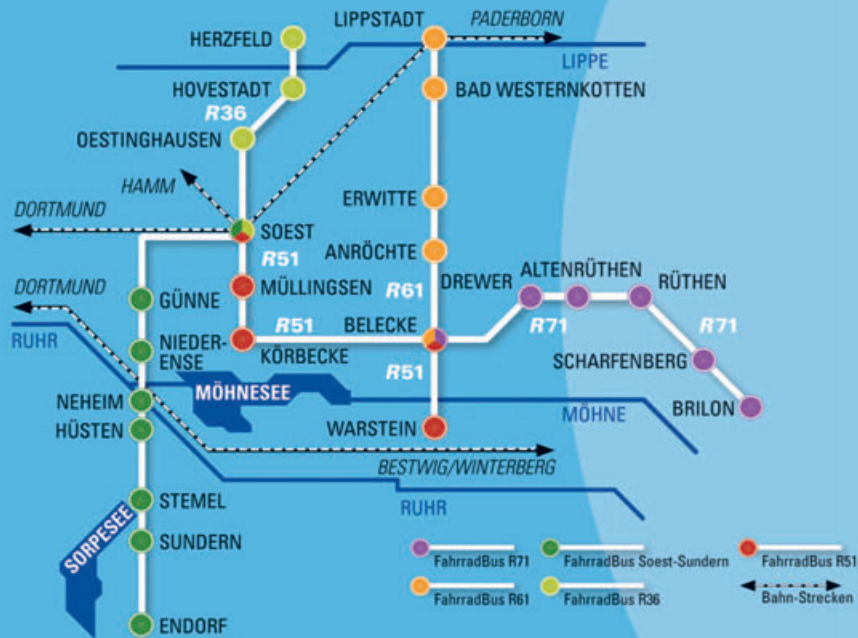 LIPPSTADT
PADERBORN
HERZFELD
LIPPE
HOVESTADT
BAD WESTERNKOTTEN
R36
OESTINGHAUSEN
HAMM
ERWITTE
DORTMUND
SOEST
ANRÖCHTE
R51
DREWER
ALTENRÜTHEN
RÜTHEN
DORTMUND
MÜLLINGSEN
R61
GÜNNE
R51
BELECKE
R71
R71
RUHR
NIEDER-
ENSE
KÖRBECKE
SCHARFENBERG
R51
MÖHNESEE
NEHEIM
MÖHNE
BRILON
HÜSTEN
WARSTEIN
BESTWIG/WINTERBERG
STEMEL
RUHR
SORPESEE
SUNDERN
ENDORF
FahrradBus R71
FahrradBus Soest-Sundern
FahrradBus R51
FahrradBus R61
FahrradBus R36
Bahn-Strecken